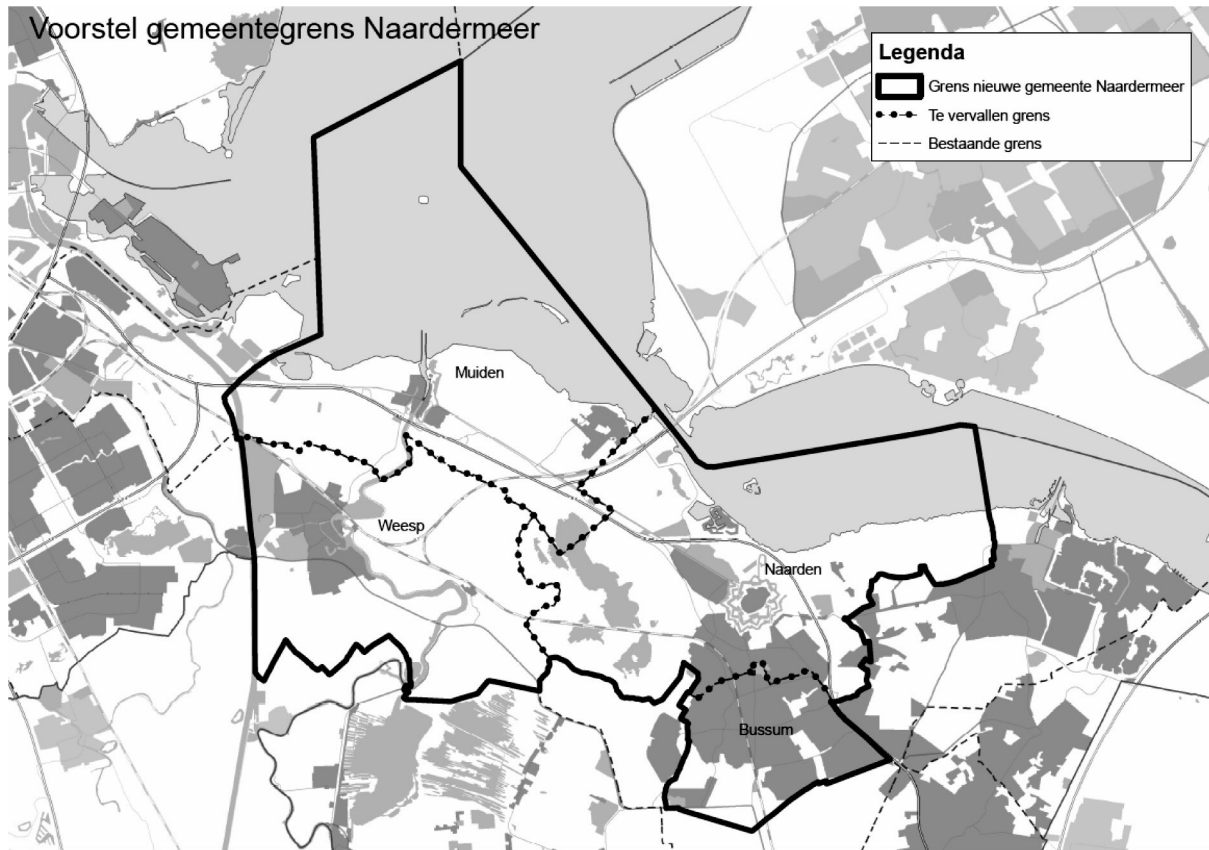 Voorstel gemeentegrens Naardermeer
Legenda
Grens nieuwe gemeente Naardermeer
Te vervallen grens
Bestaande grens
Muiden
Weesp
Naarden
Bussum